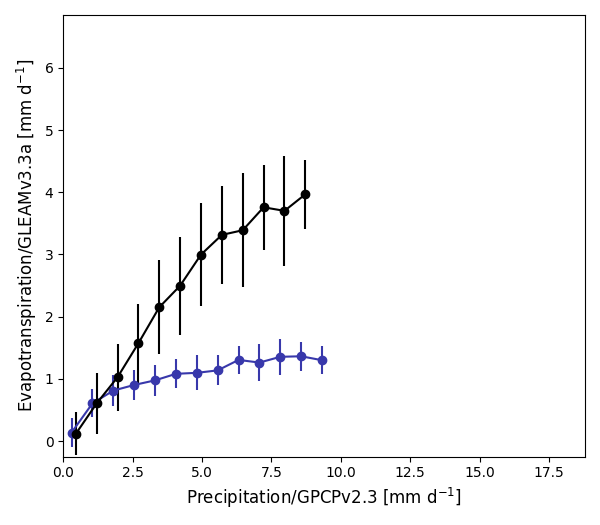 6
5
4
3
2
1
0
0.0 2.5 5.0 7.5 10.0 12.5 15.0 17.5
Evapotranspiration/GLEAMv3.3a [mm d⁻¹]
Precipitation/GPCPv2.3 [mm d⁻¹]